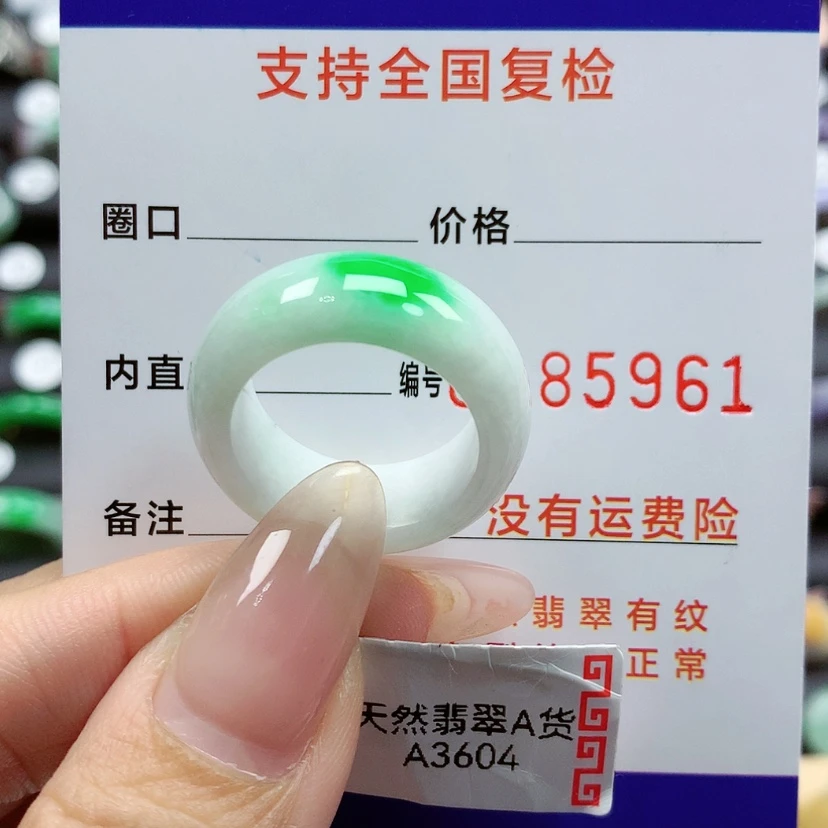 支持全国复检
圈口 价格
内直 编号 85961
备注 没有运费险
翡翠有纹
正常
天然翡翠A货
A3604